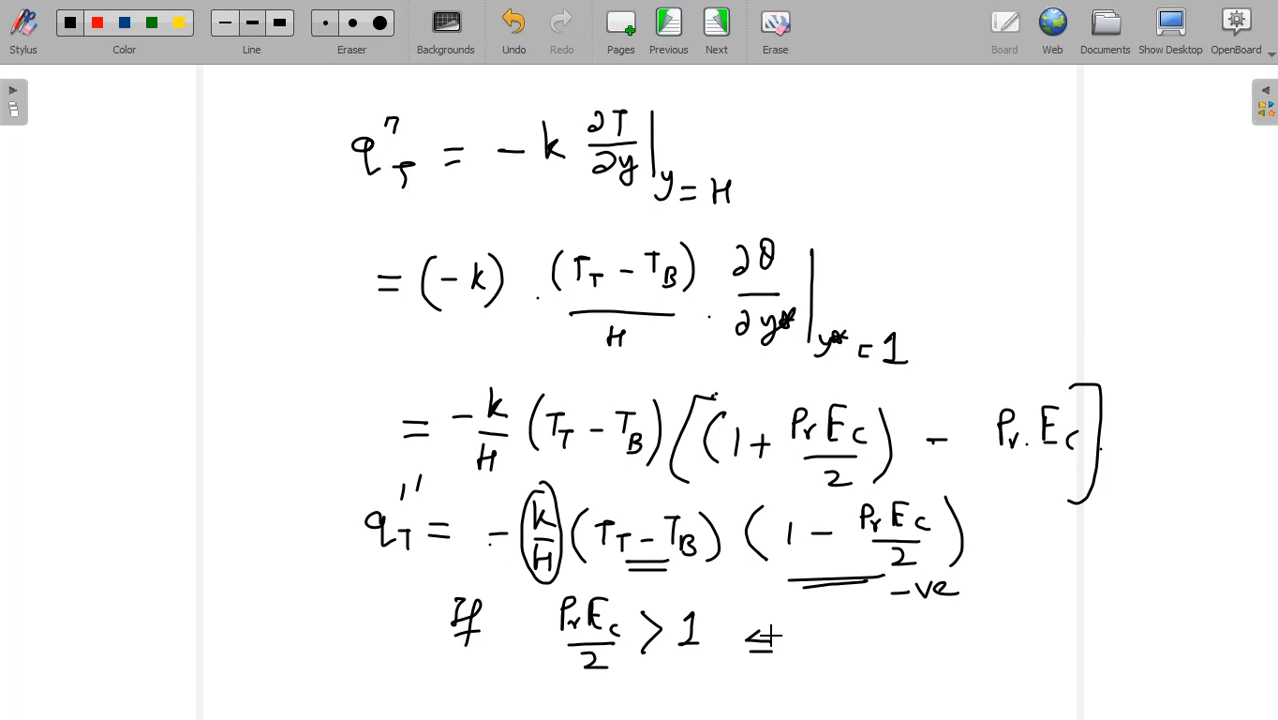 Stylus Color Line Eraser Backgrounds Undo Redo Pages Previous Next Erase Board Web Documents Show Desktop OpenBoard
q''_T = - k ∂T/∂y |_{y = H}
= (-k) · (T_T - T_B)/H · ∂θ/∂y* |_{y* = 1}
= -k/H (T_T - T_B) [(1 + PrEc/2) - Pr.Ec]
q''_T = - k/H (T_T - T_B) (1 - PrEc/2)
-ve
If PrEc/2 > 1